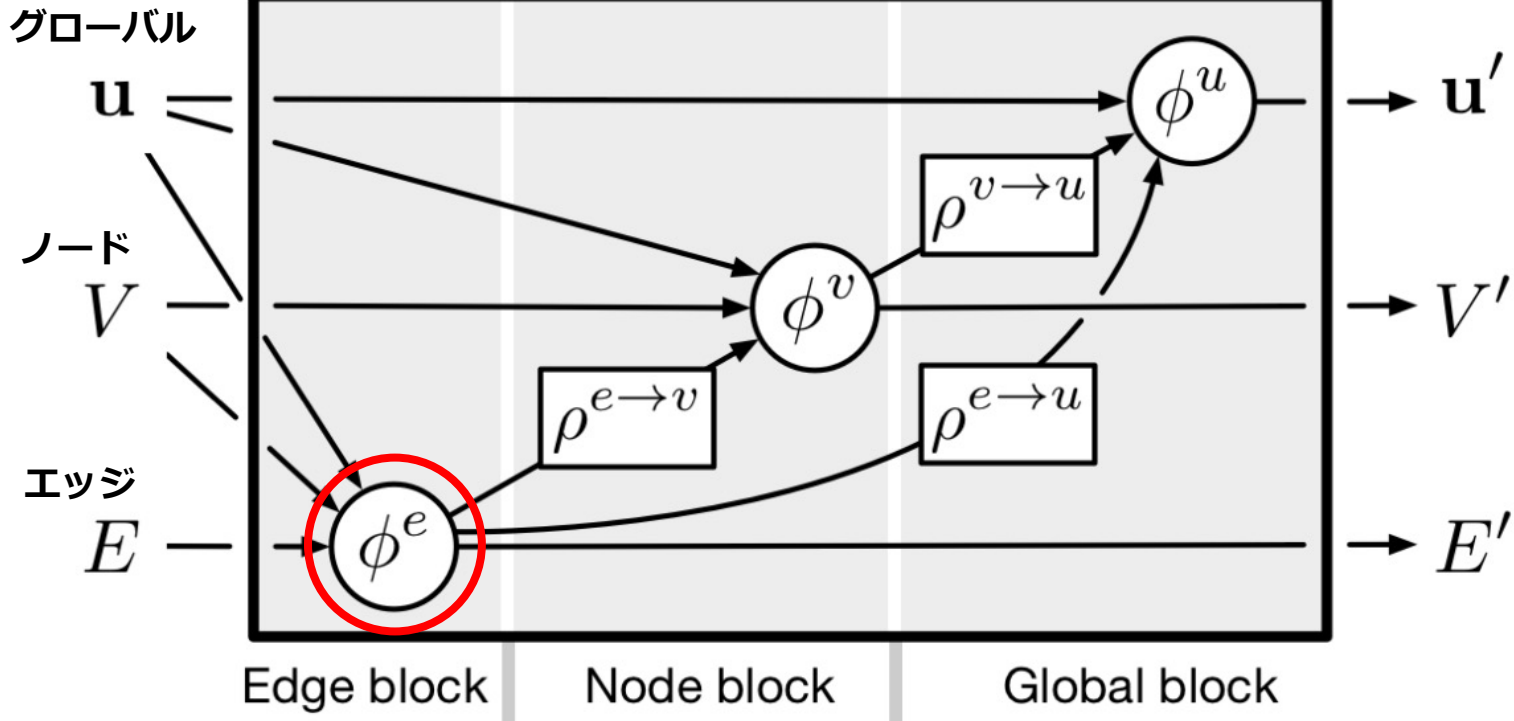 グローバル
u
ϕ^u
u′
ρ^{v→u}
ノード
V
ϕ^v
V′
ρ^{e→v}
ρ^{e→u}
エッジ
E
ϕ^e
E′
Edge block
Node block
Global block